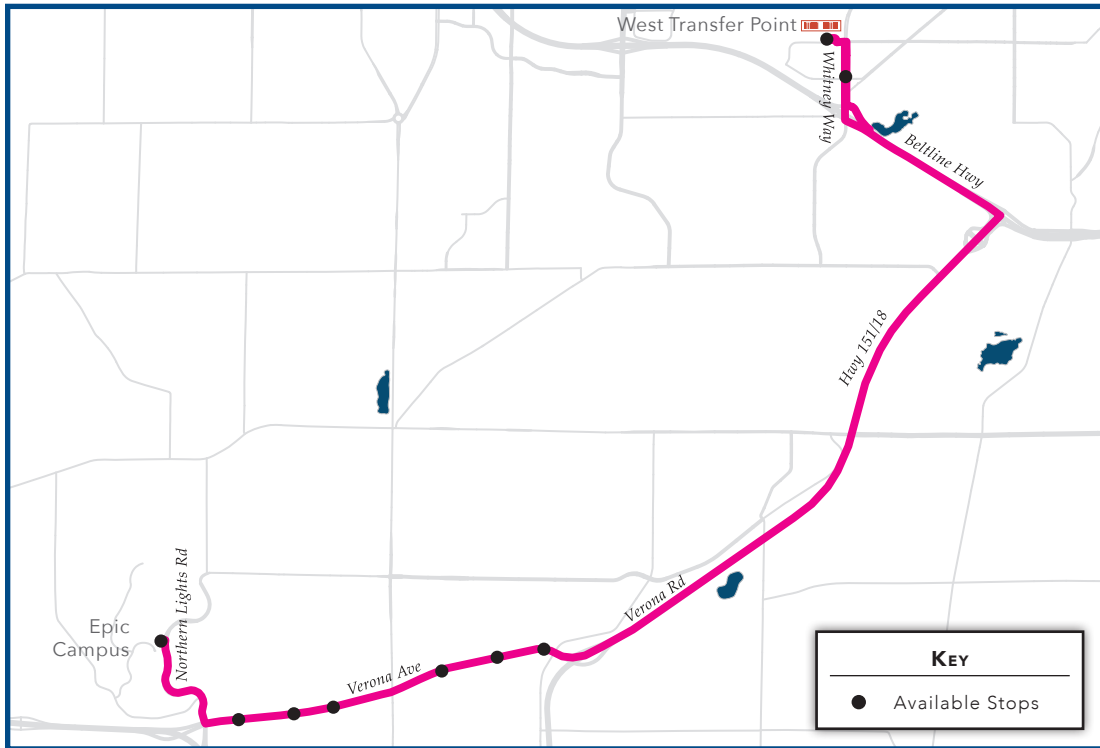 West Transfer Point
Whitney Way
Beltline Hwy
Hwy 151/18
Verona Rd
Northern Lights Rd
Epic
Campus
Verona Ave
KEY
Available Stops